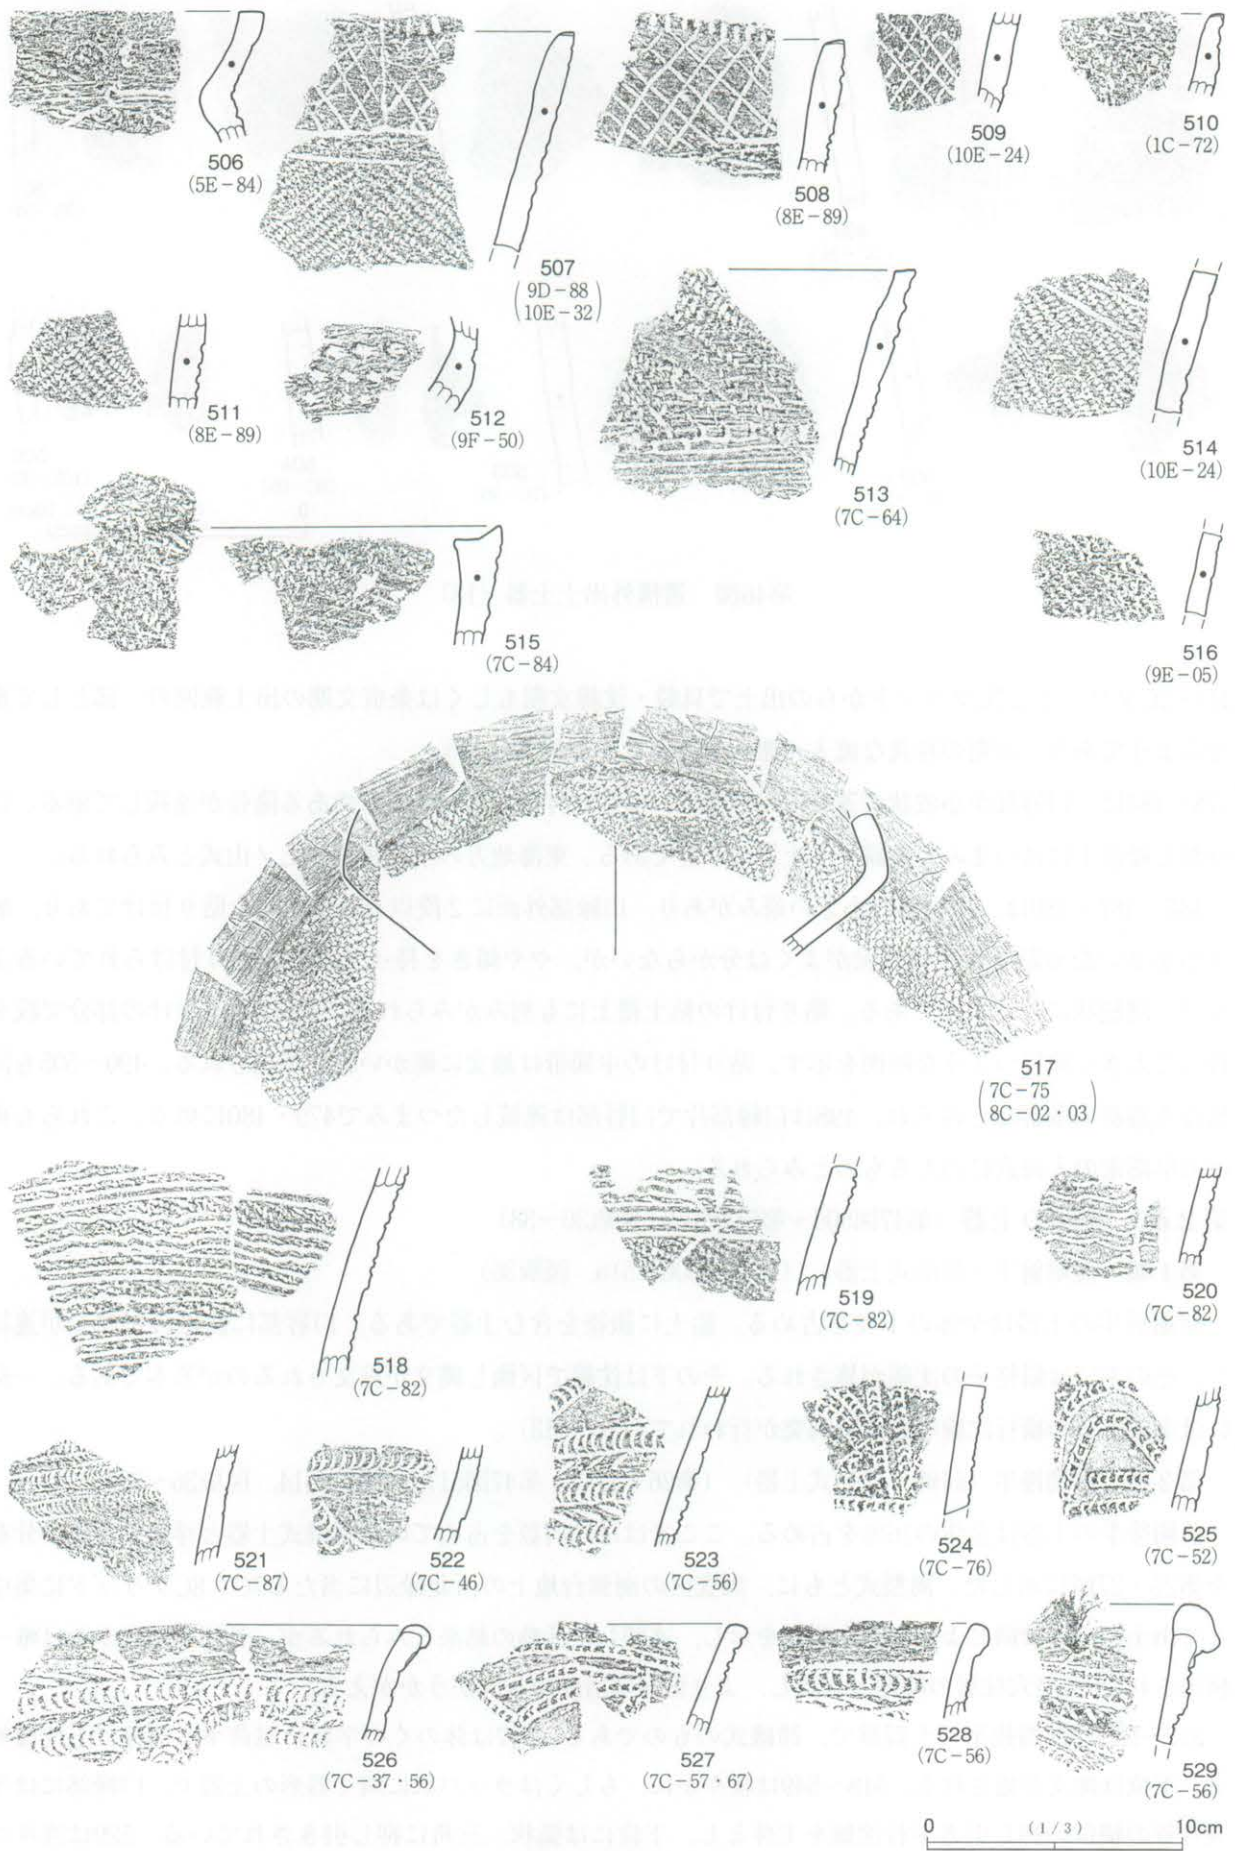 506
(5E-84)
507
(9D-88
10E-32)
508
(8E-89)
509
(10E-24)
510
(1C-72)
511
(8E-89)
512
(9F-50)
513
(7C-64)
514
(10E-24)
515
(7C-84)
516
(9E-05)
517
(7C-75
8C-02・03)
518
(7C-82)
519
(7C-82)
520
(7C-82)
521
(7C-87)
522
(7C-46)
523
(7C-56)
524
(7C-76)
525
(7C-52)
526
(7C-37・56)
527
(7C-57・67)
528
(7C-56)
529
(7C-56)
0 (1/3) 10cm